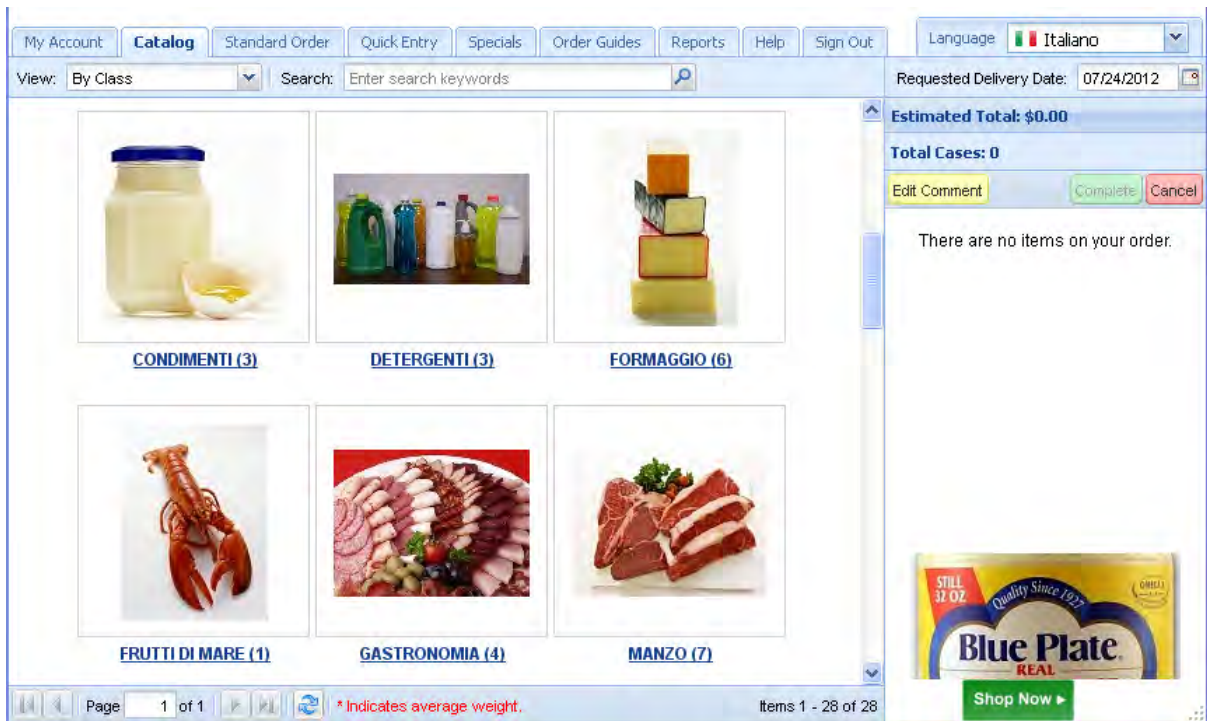 My Account Catalog Standard Order Quick Entry Specials Order Guides Reports Help Sign Out Language Italiano
View: By Class Search: Enter search keywords Requested Delivery Date: 07/24/2012
Estimated Total: $0.00
Total Cases: 0
Edit Comment Complete Cancel
There are no items on your order.
CONDIMENTI (3) DETERGENTI (3) FORMAGGIO (6)
FRUTTI DI MARE (1) GASTRONOMIA (4) MANZO (7)
STILL
32 OZ
Quality Since 1927
Blue Plate
REAL
Shop Now
Page 1 of 1 * Indicates average weight. Items 1 - 28 of 28